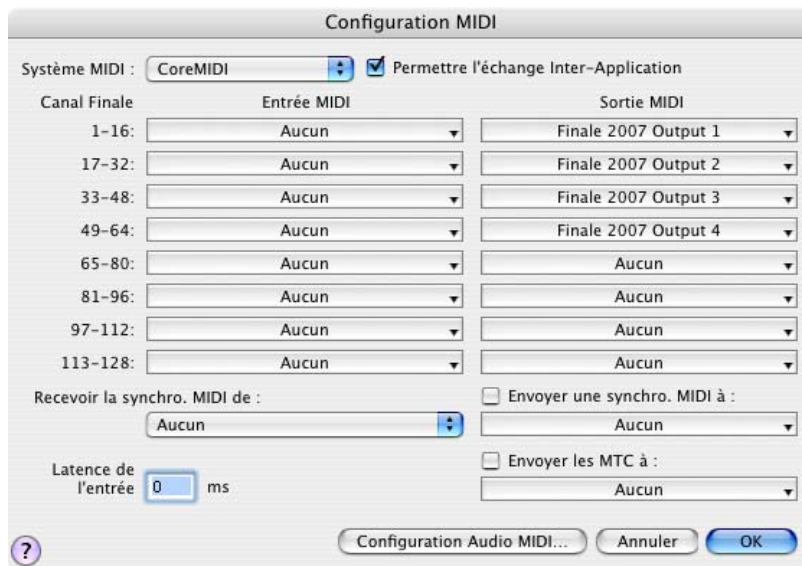 Configuration MIDI
Système MIDI : CoreMIDI Permettre l'échange Inter-Application
Canal Finale Entrée MIDI Sortie MIDI
1-16: Aucun Finale 2007 Output 1
17-32: Aucun Finale 2007 Output 2
33-48: Aucun Finale 2007 Output 3
49-64: Aucun Finale 2007 Output 4
65-80: Aucun Aucun
81-96: Aucun Aucun
97-112: Aucun Aucun
113-128: Aucun Aucun
Recevoir la synchro. MIDI de : Envoyer une synchro. MIDI à :
Aucun Aucun
Envoyer les MTC à :
Latence de
l'entrée 0 ms Aucun
? Configuration Audio MIDI... Annuler OK